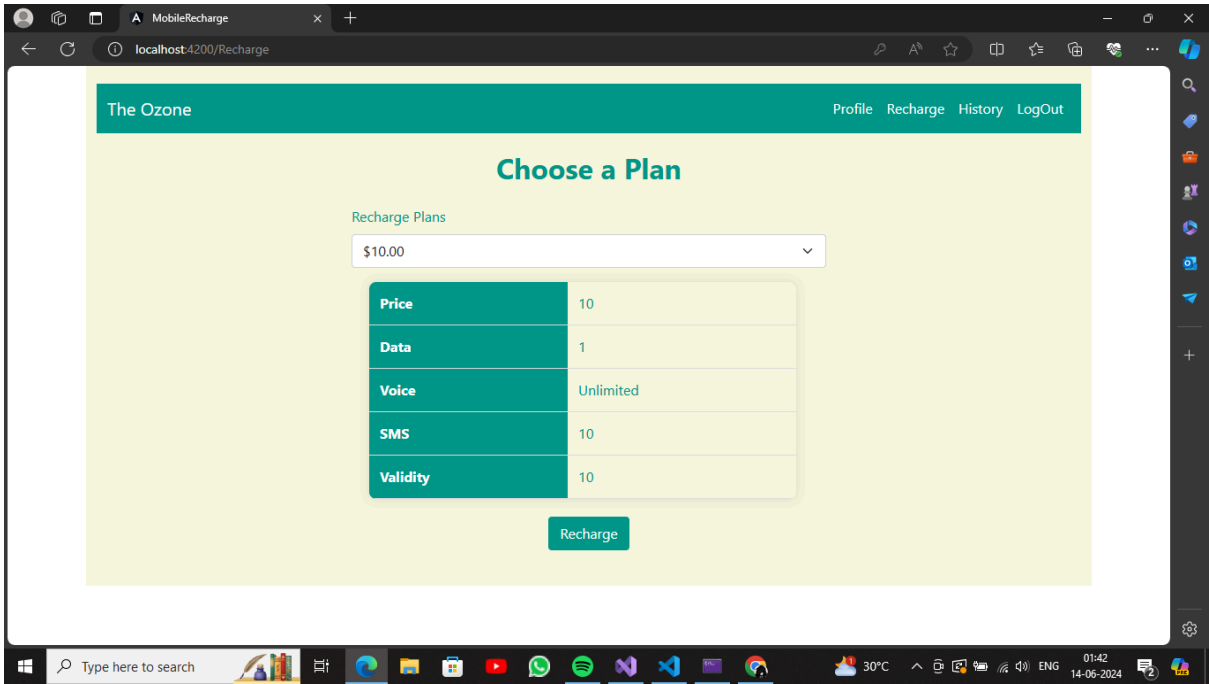 MobileRecharge
localhost:4200/Recharge
The Ozone Profile Recharge History LogOut
Choose a Plan
Recharge Plans
$10.00
Price 10
Data 1
Voice Unlimited
SMS 10
Validity 10
Recharge
Type here to search 30°C ENG 01:42
14-06-2024 2